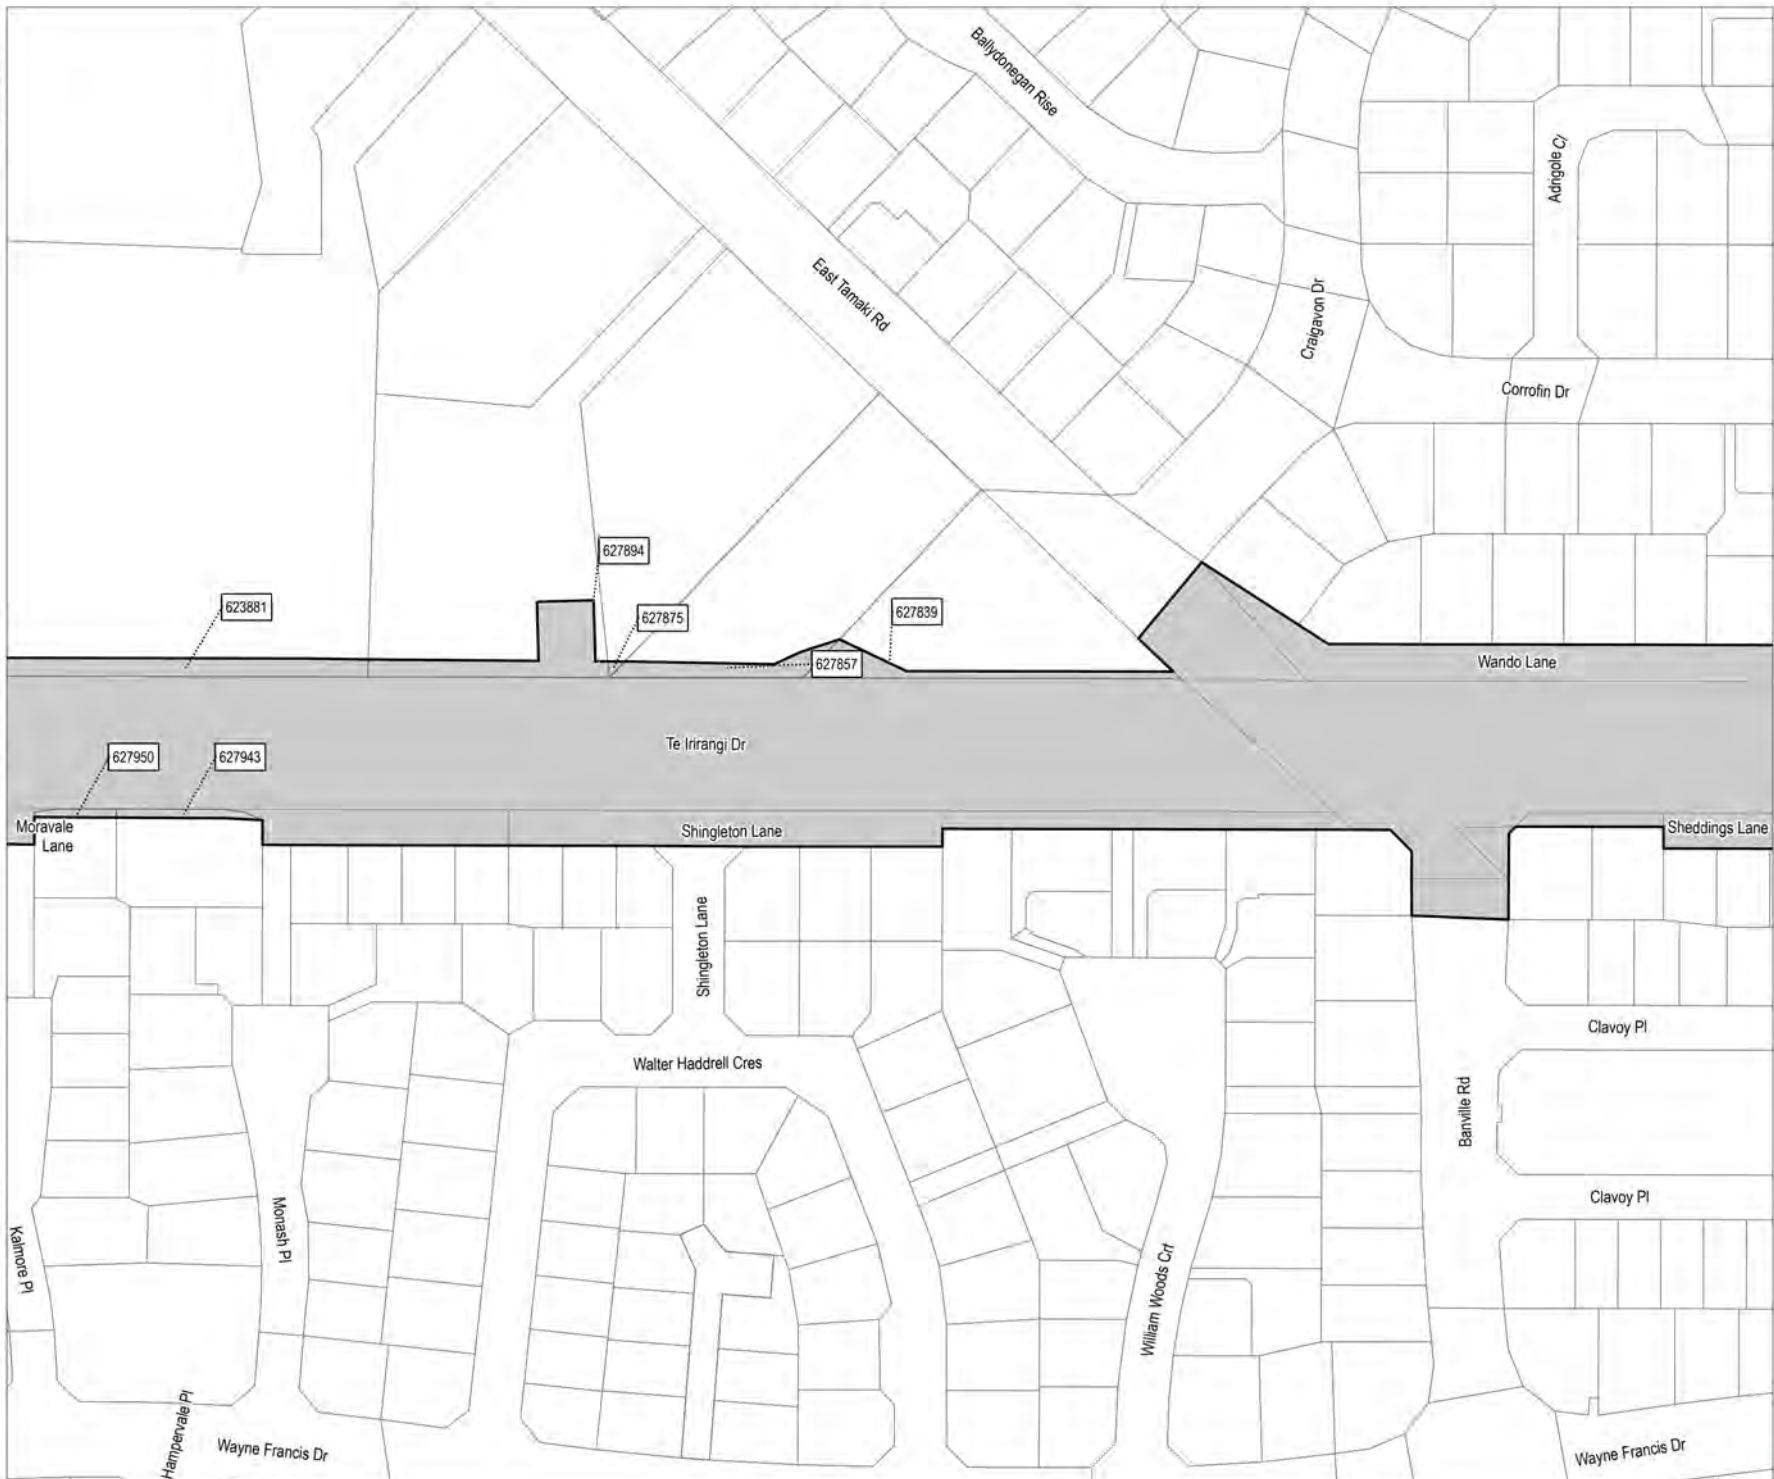 Ballydonegan Rise
Adrigole Cl
East Tamaki Rd
Craigavon Dr
Corrofin Dr
627894
623881
627875
627839
627857
Wando Lane
Te Irirangi Dr
627950
627943
Moravale
Lane
Shingleton Lane
Sheddings Lane
Shingleton Lane
Clavoy Pl
Walter Haddrell Cres
Banville Rd
Clavoy Pl
Kalmore Pl
Monash Pl
William Woods Crt
Hampervale Pl
Wayne Francis Dr
Wayne Francis Dr